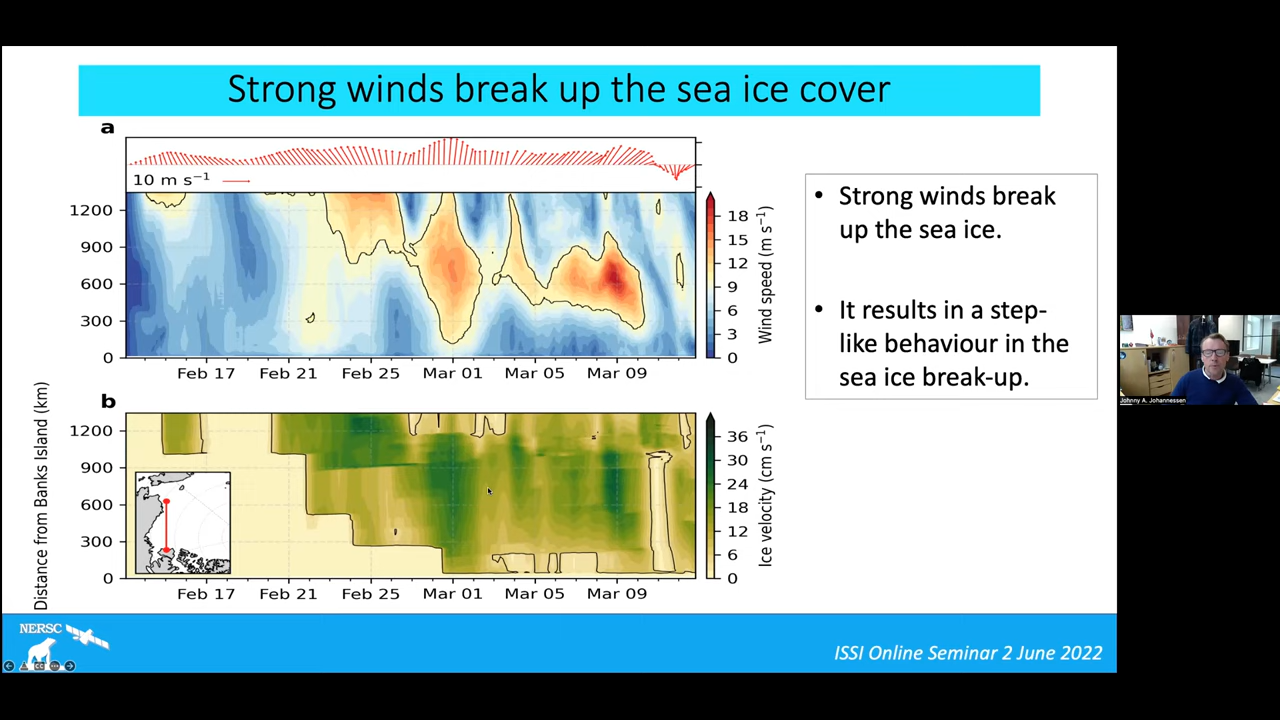 Strong winds break up the sea ice cover
a
10 m s⁻¹
1200
900
600
300
0
Feb 17 Feb 21 Feb 25 Mar 01 Mar 05 Mar 09
18
15
12
9
6
3
0
Wind speed (m s⁻¹)
• Strong winds break
up the sea ice.
• It results in a step-
like behaviour in the
sea ice break-up.
b
Distance from Banks Island (km)
1200
900
600
300
0
Feb 17 Feb 21 Feb 25 Mar 01 Mar 05 Mar 09
36
30
24
18
12
6
0
Ice velocity (cm s⁻¹)
Johnny A. Johannessen
NERSC
ISSI Online Seminar 2 June 2022